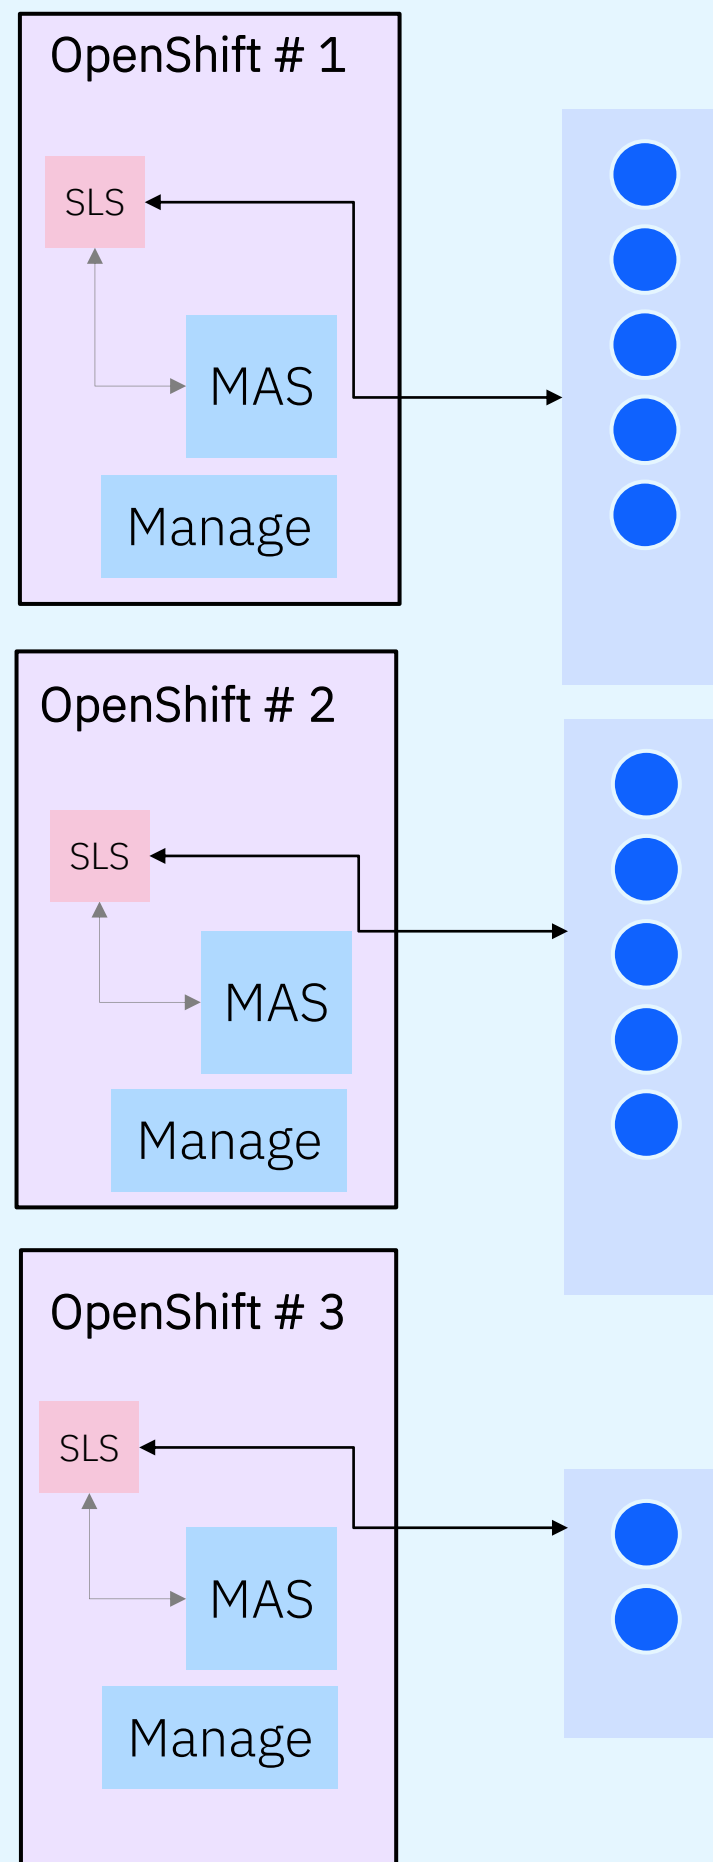 OpenShift # 1
SLS
MAS
Manage
OpenShift # 2
SLS
MAS
Manage
OpenShift # 3
SLS
MAS
Manage